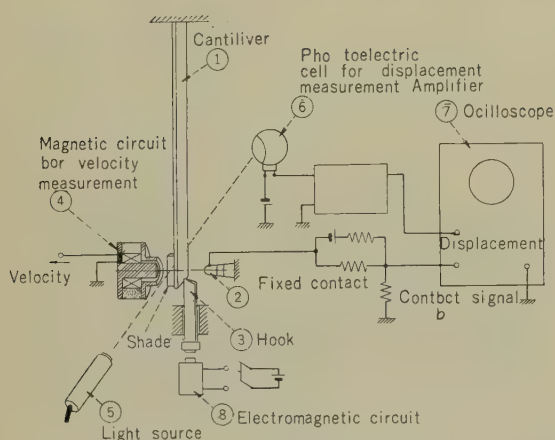 Cantiliver
1
Pho toelectric
cell for displacement
measurement Amplifier
6
7 Ocilloscope
Magnetic circuit
bor velocity
measurement
4
Velocity
Displacement
2
Fixed contact
Contbct signal
b
Shade
3 Hook
5
Light source
8 Electromagnetic circuit